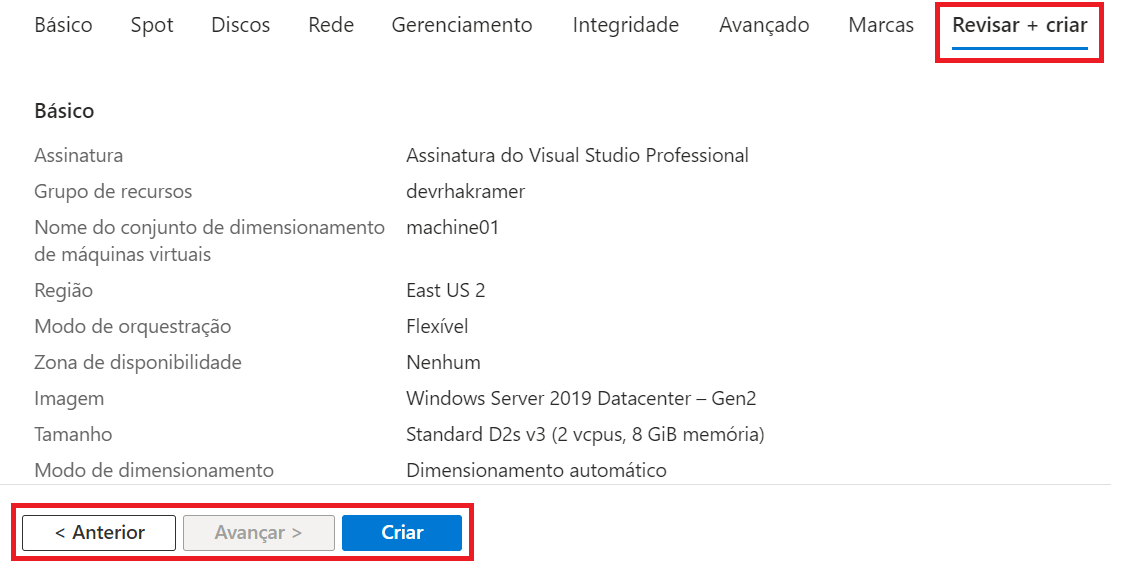 Básico Spot Discos Rede Gerenciamento Integridade Avançado Marcas Revisar + criar
Básico
Assinatura Assinatura do Visual Studio Professional
Grupo de recursos devrhakramer
Nome do conjunto de dimensionamento machine01
de máquinas virtuais
Região East US 2
Modo de orquestração Flexível
Zona de disponibilidade Nenhum
Imagem Windows Server 2019 Datacenter – Gen2
Tamanho Standard D2s v3 (2 vcpus, 8 GiB memória)
Modo de dimensionamento Dimensionamento automático
< Anterior Avançar > Criar